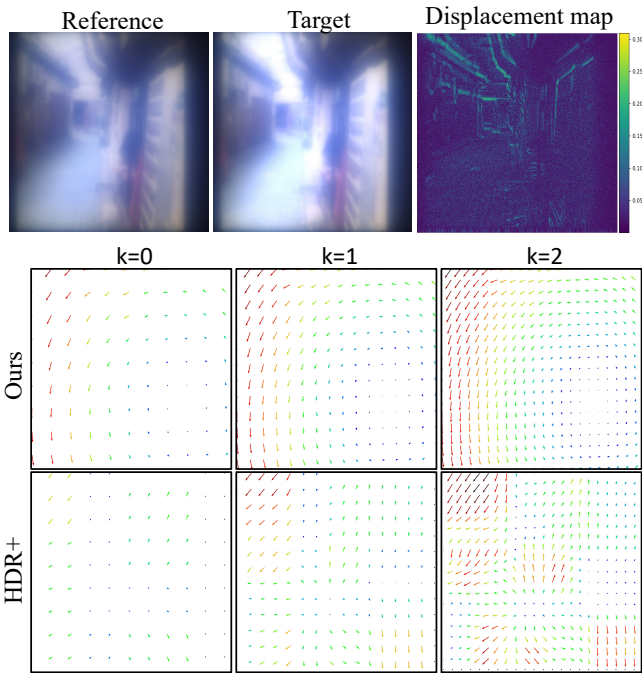 Reference Target Displacement map
0.30
0.25
0.20
0.15
0.10
0.05
k=0 k=1 k=2
Ours
HDR+